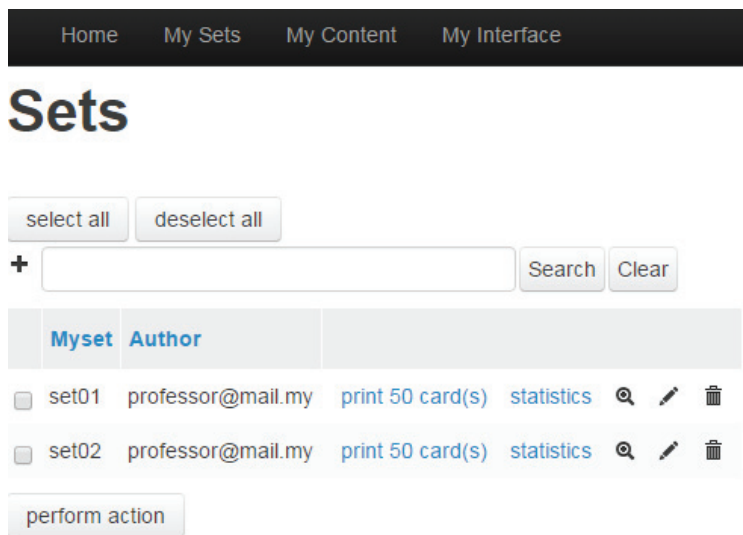 Home My Sets My Content My Interface
Sets
select all deselect all
Search Clear
Myset Author
set01 professor@mail.my print 50 card(s) statistics
set02 professor@mail.my print 50 card(s) statistics
perform action